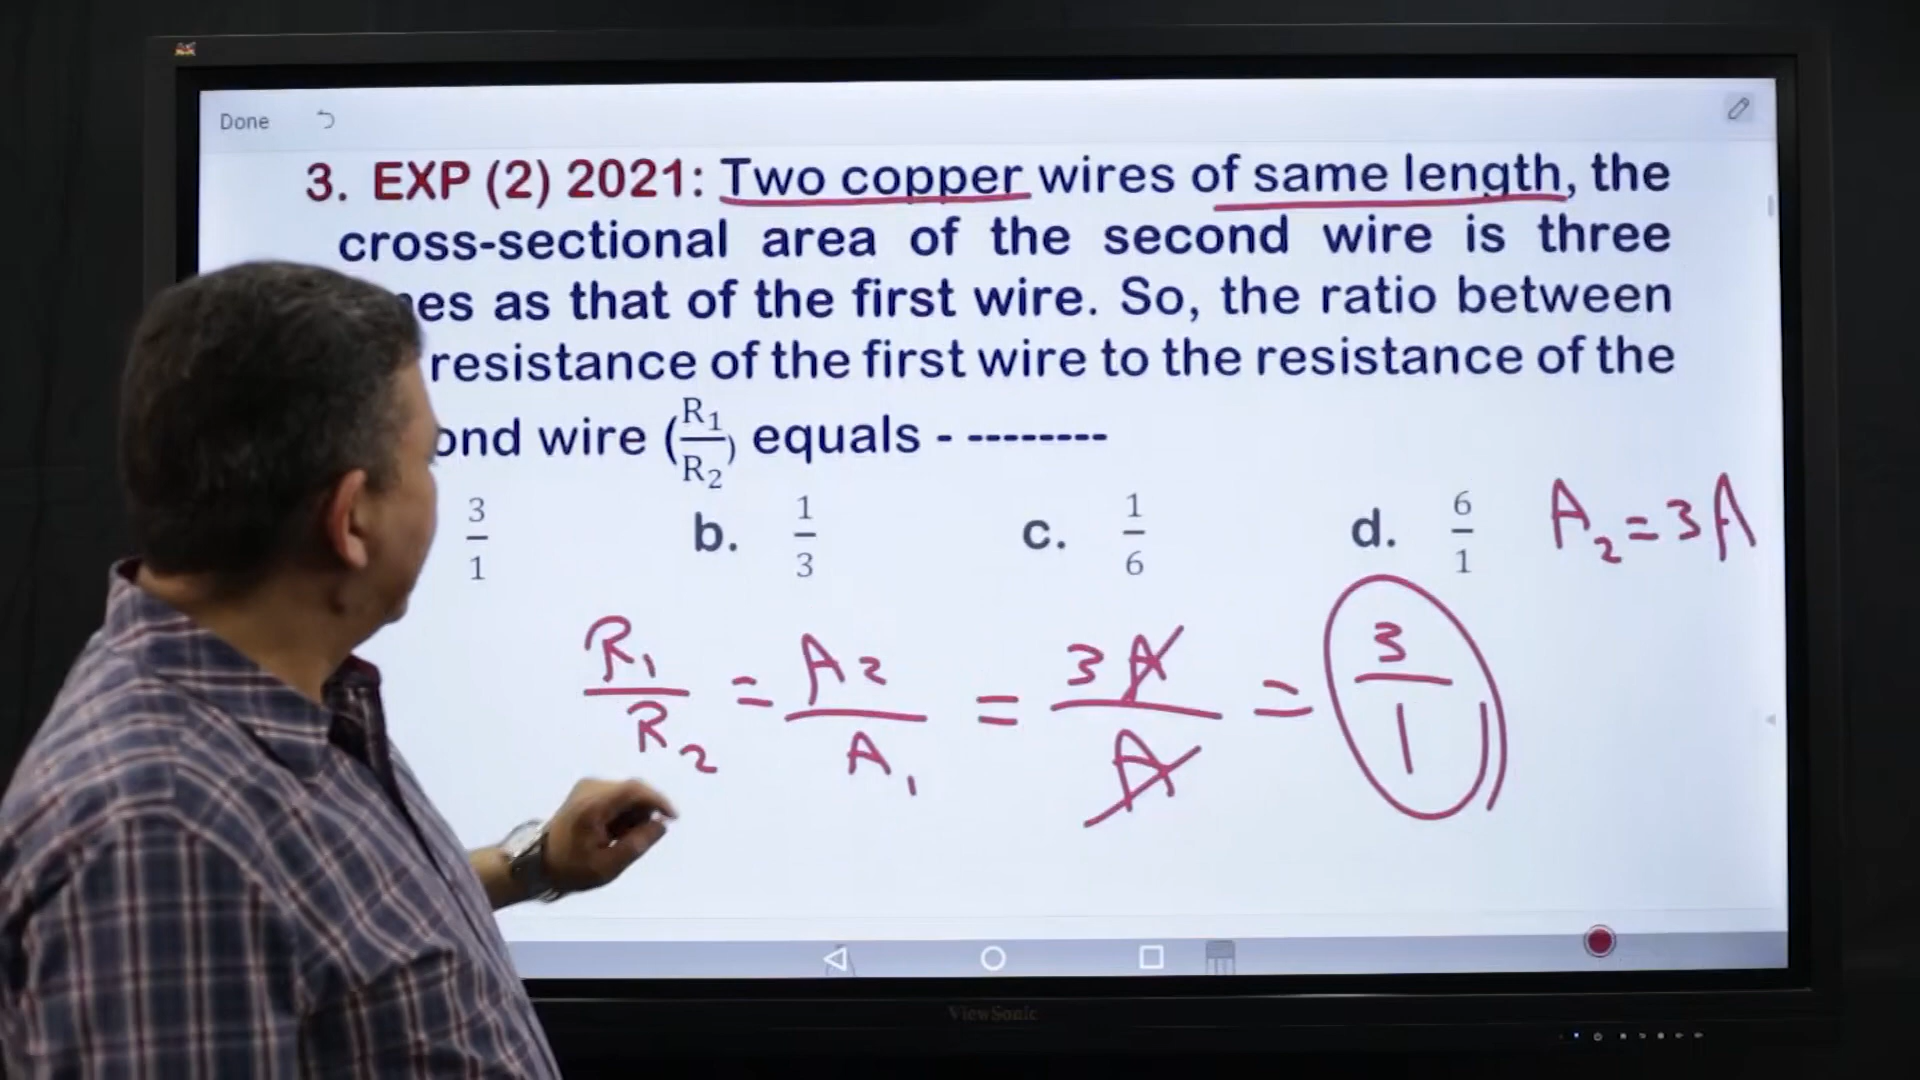 Done
3. EXP (2) 2021: Two copper wires of same length, the
cross-sectional area of the second wire is three
es as that of the first wire. So, the ratio between
resistance of the first wire to the resistance of the
ond wire (R₁/R₂) equals - --------
3/1 b. 1/3 c. 1/6 d. 6/1
A₂ = 3A
R₁/R₂ = A₂/A₁ = 3A/A = 3/1
ViewSonic